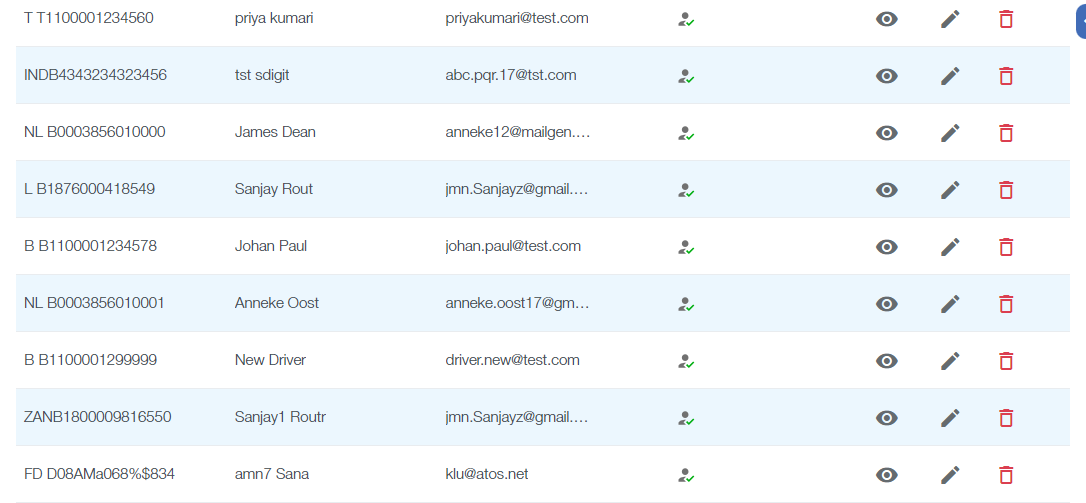 T T1100001234560 priya kumari priyakumari@test.com
INDB4343234323456 tst sdigit abc.pqr.17@tst.com
NL B0003856010000 James Dean anneke12@mailgen....
L B1876000418549 Sanjay Rout jmn.Sanjayz@gmail....
B B1100001234578 Johan Paul johan.paul@test.com
NL B0003856010001 Anneke Oost anneke.oost17@gm...
B B1100001299999 New Driver driver.new@test.com
ZANB1800009816550 Sanjay1 Routr jmn.Sanjayz@gmail....
FD D08AMa068%$834 amn7 Sana klu@atos.net